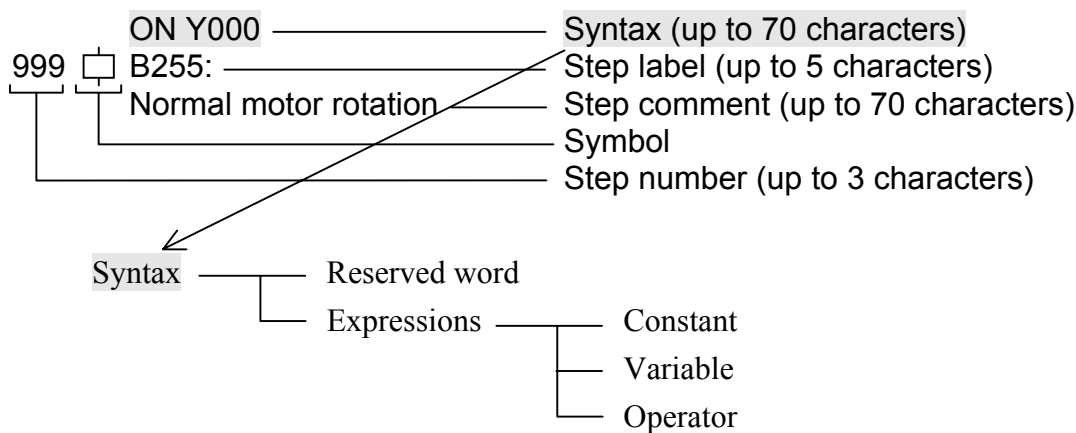 ON Y000 Syntax (up to 70 characters)
999 B255: Step label (up to 5 characters)
Normal motor rotation Step comment (up to 70 characters)
Symbol
Step number (up to 3 characters)
Syntax Reserved word
Expressions Constant
Variable
Operator